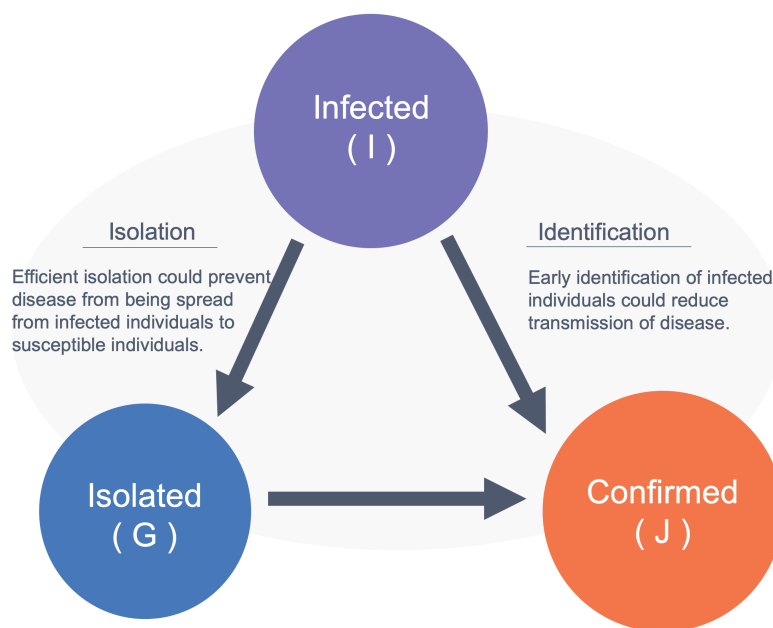 Infected
( I )
Isolation
Efficient isolation could prevent
disease from being spread
from infected individuals to
susceptible individuals.
Identification
Early identification of infected
individuals could reduce
transmission of disease.
Isolated
( G )
Confirmed
( J )